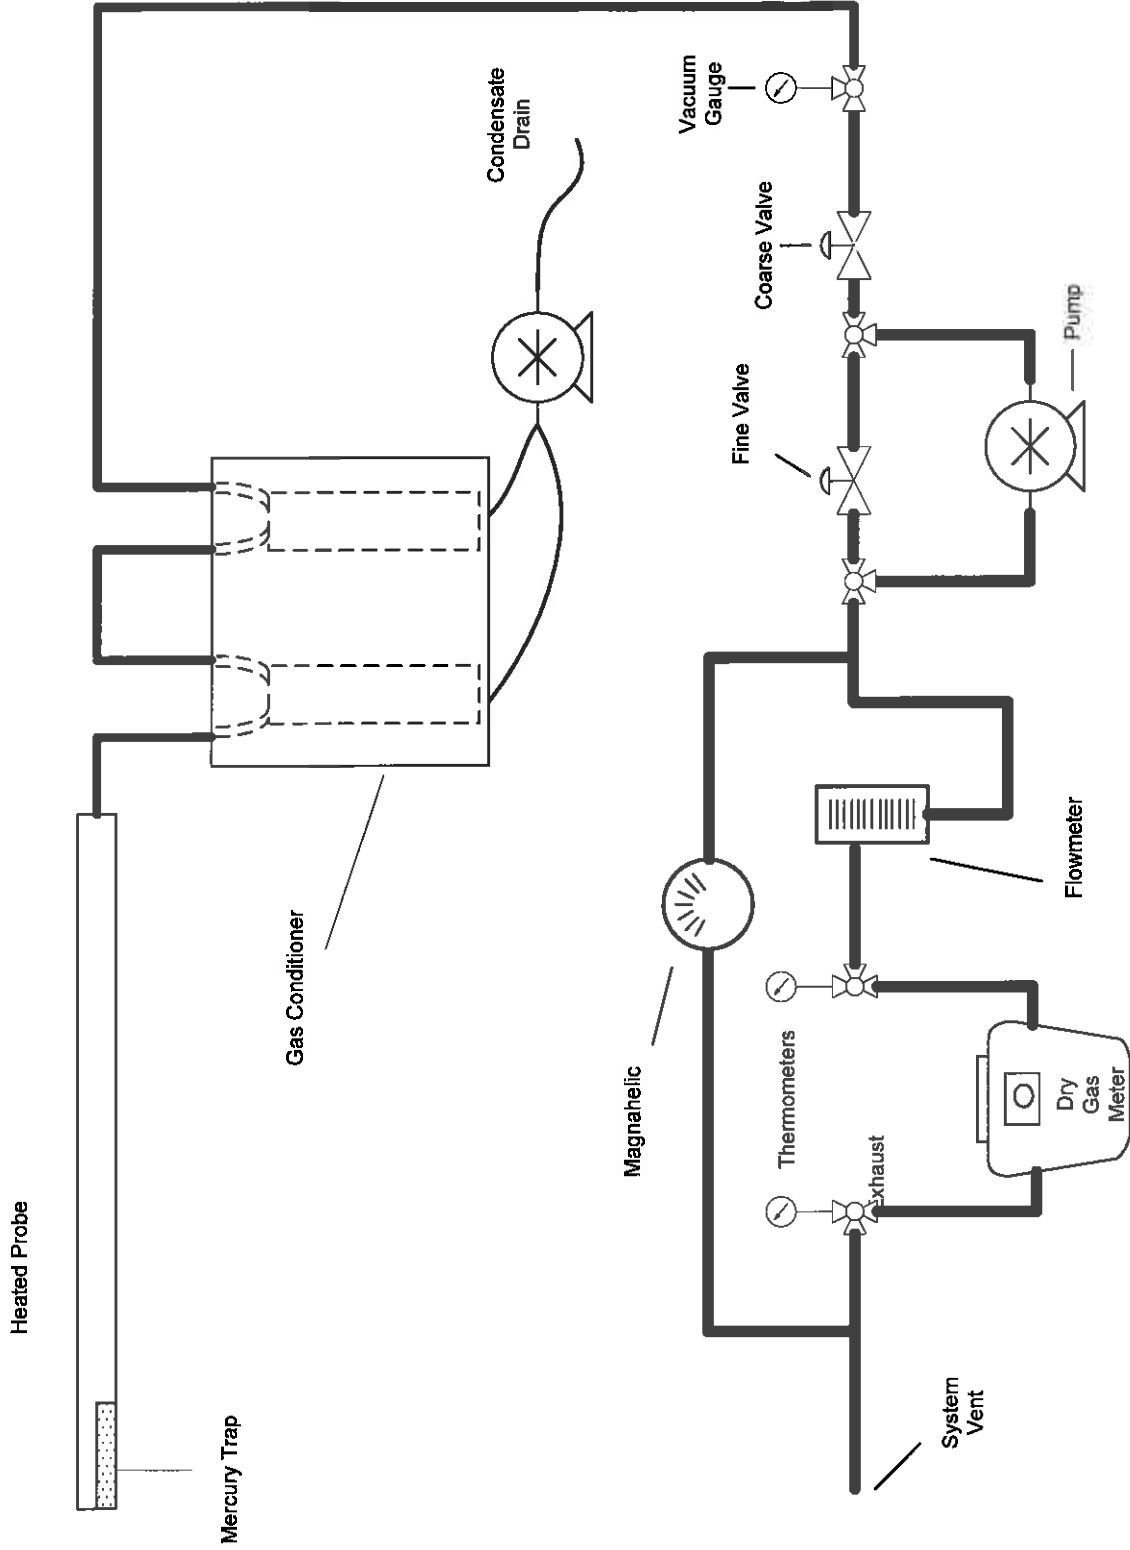 Heated Probe
Mercury Trap
Gas Conditioner
Condensate
Drain
Vacuum
Gauge
Coarse Valve
Fine Valve
Pump
Magnahelic
Flowmeter
Thermometers
xhaust
Dry
Gas
Meter
System
Vent